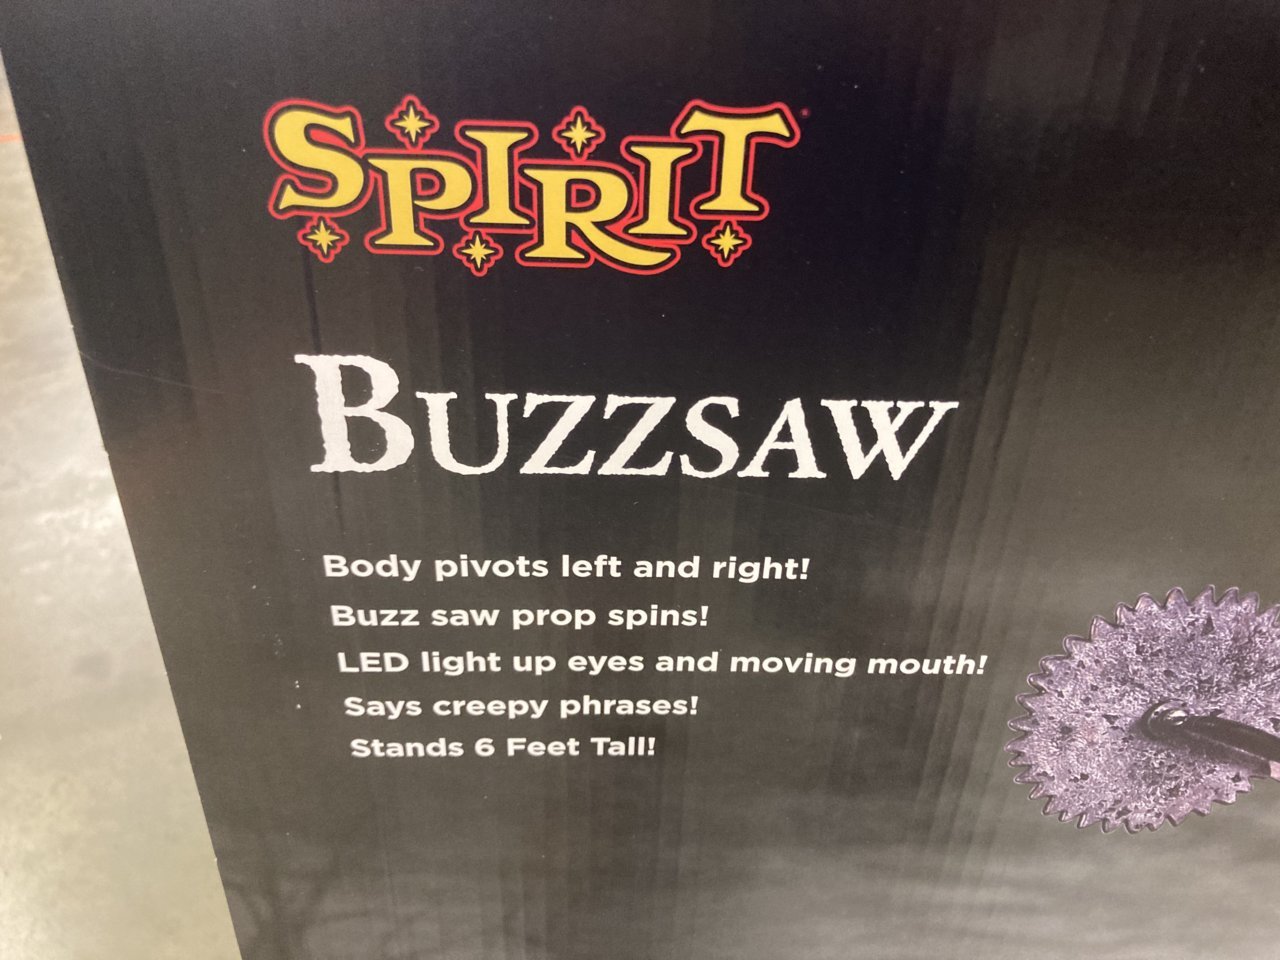 SPIRIT
BUZZSAW
Body pivots left and right!
Buzz saw prop spins!
LED light up eyes and moving mouth!
Says creepy phrases!
Stands 6 Feet Tall!